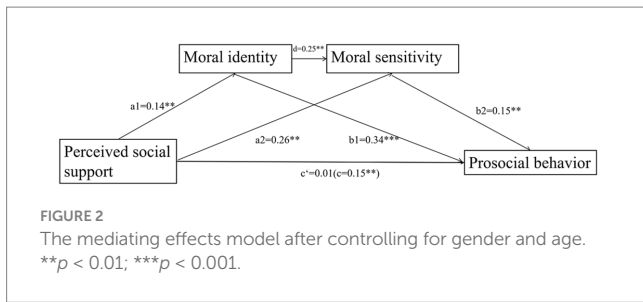 Moral identity
d=0.25**
Moral sensitivity
a1=0.14**
b2=0.15**
a2=0.26**
b1=0.34***
Perceived social
support
Prosocial behavior
c‘=0.01(c=0.15**)
FIGURE 2
The mediating effects model after controlling for gender and age.
**p < 0.01; ***p < 0.001.